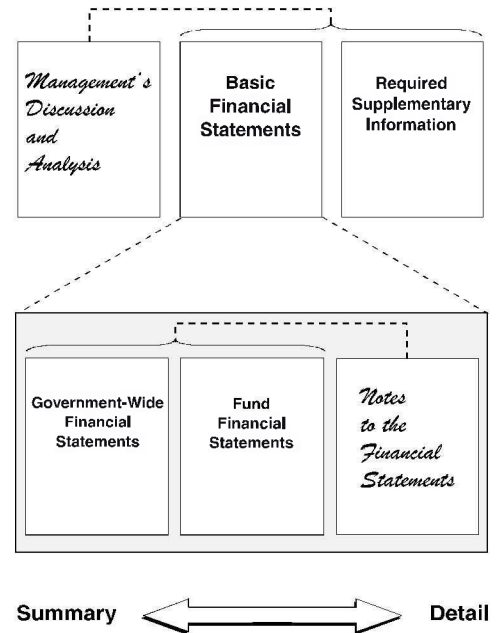 Management's
Discussion
and
Analysis
Basic
Financial
Statements
Required
Supplementary
Information
Government-Wide
Financial
Statements
Fund
Financial
Statements
Notes
to the
Financial
Statements
Summary
Detail